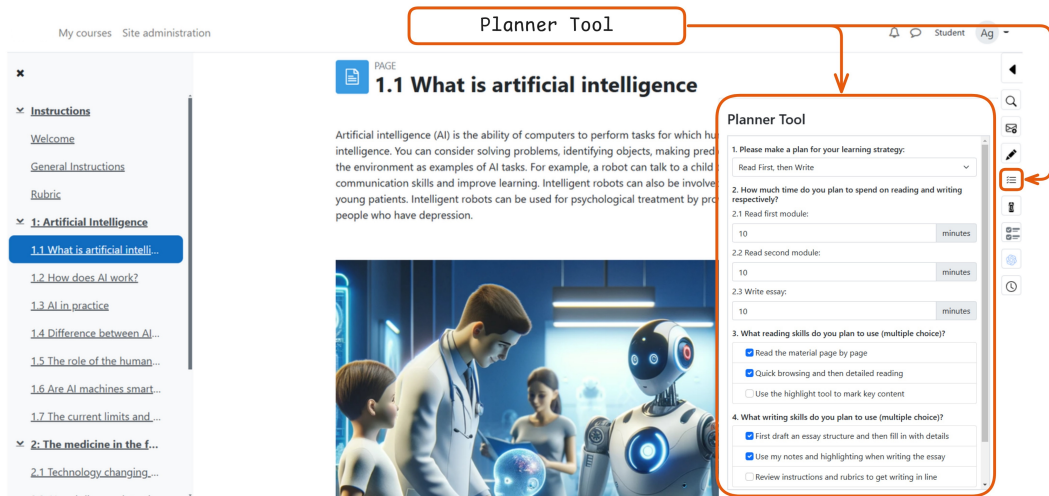 Planner Tool
My courses Site administration
Student Ag
Instructions
Welcome
General Instructions
Rubric
1: Artificial Intelligence
1.1 What is artificial intelli...
1.2 How does AI work?
1.3 AI in practice
1.4 Difference between AI...
1.5 The role of the human...
1.6 Are AI machines smart...
1.7 The current limits and ...
2: The medicine in the f...
2.1 Technology changing ...
PAGE
1.1 What is artificial intelligence
Artificial intelligence (AI) is the ability of computers to perform tasks for which hu
intelligence. You can consider solving problems, identifying objects, making predi
the environment as examples of AI tasks. For example, a robot can talk to a child
communication skills and improve learning. Intelligent robots can also be involve
young patients. Intelligent robots can be used for psychological treatment by pro
people who have depression.
Planner Tool
1. Please make a plan for your learning strategy:
Read First, then Write
2. How much time do you plan to spend on reading and writing
respectively?
2.1 Read first module:
10 minutes
2.2 Read second module:
10 minutes
2.3 Write essay:
10 minutes
3. What reading skills do you plan to use (multiple choice)?
Read the material page by page
Quick browsing and then detailed reading
Use the highlight tool to mark key content
4. What writing skills do you plan to use (multiple choice)?
First draft an essay structure and then fill in with details
Use my notes and highlighting when writing the essay
Review instructions and rubrics to get writing in line